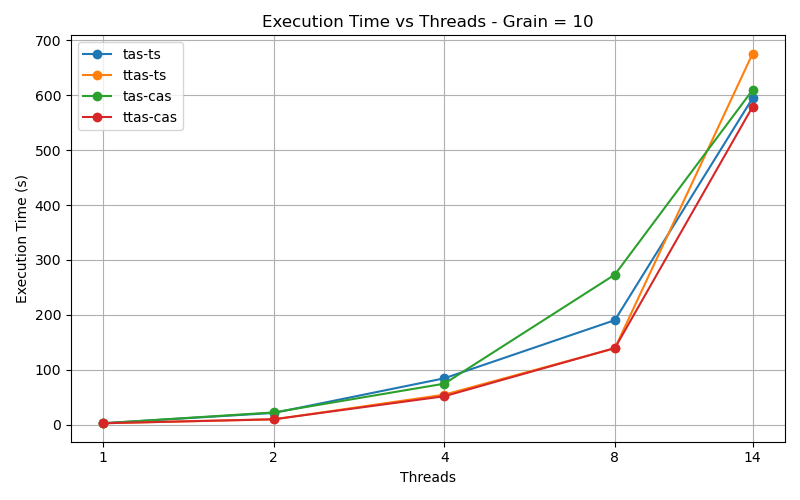 Execution Time vs Threads - Grain = 10
700
600
500
400
300
200
100
0
Execution Time (s)
tas-ts
ttas-ts
tas-cas
ttas-cas
1 2 4 8 14
Threads